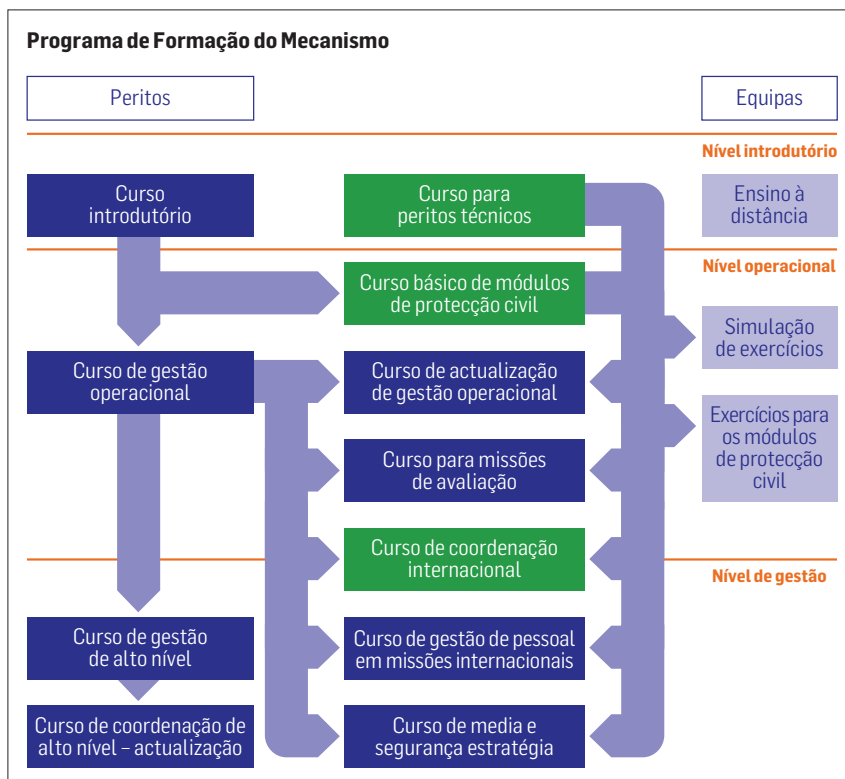 Programa de Formação do Mecanismo
Peritos
Equipas
Nível introdutório
Curso
introdutório
Curso para
peritos técnicos
Ensino à
distância
Nível operacional
Curso básico de módulos
de protecção civil
Simulação
de exercícios
Curso de gestão
operacional
Curso de actualização
de gestão operacional
Exercícios para
os módulos
de protecção
civil
Curso para missões
de avaliação
Curso de coordenação
internacional
Nível de gestão
Curso de gestão
de alto nível
Curso de gestão de pessoal
em missões internacionais
Curso de coordenação de
alto nível – actualização
Curso de media e
segurança estratégia